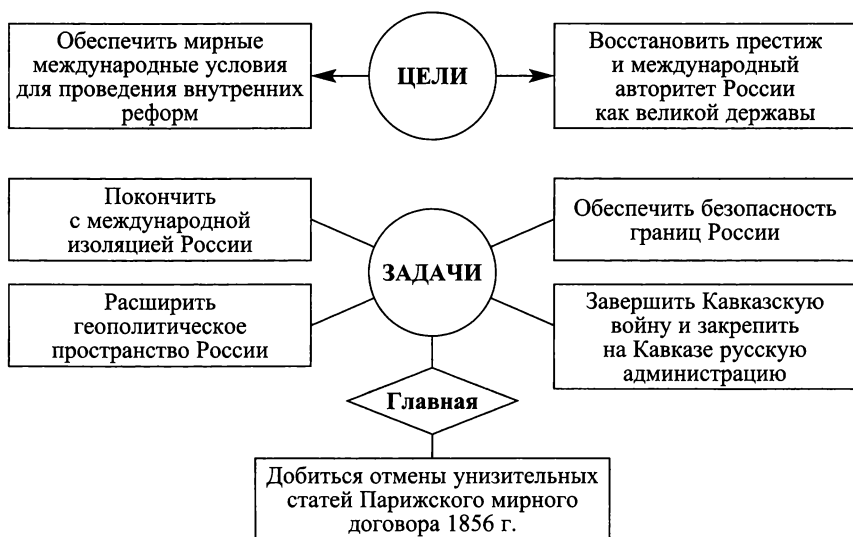 Обеспечить мирные
международные условия
для проведения внутренних
реформ
ЦЕЛИ
Восстановить престиж
и международный
авторитет России
как великой державы
Покончить
с международной
изоляцией России
Обеспечить безопасность
границ России
ЗАДАЧИ
Расширить
геополитическое
пространство России
Завершить Кавказскую
войну и закрепить
на Кавказе русскую
администрацию
Главная
Добиться отмены унизительных
статей Парижского мирного
договора 1856 г.